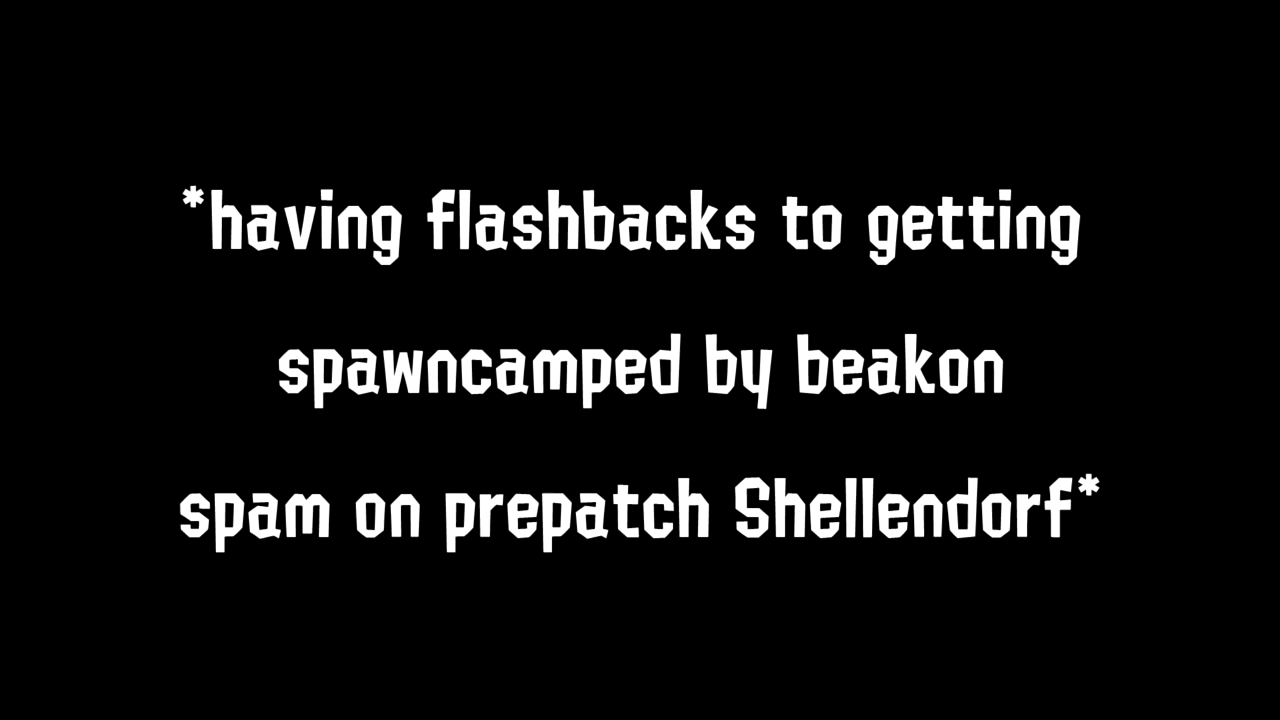 *having flashbacks to getting
spawncamped by beakon
spam on prepatch Shellendorf*